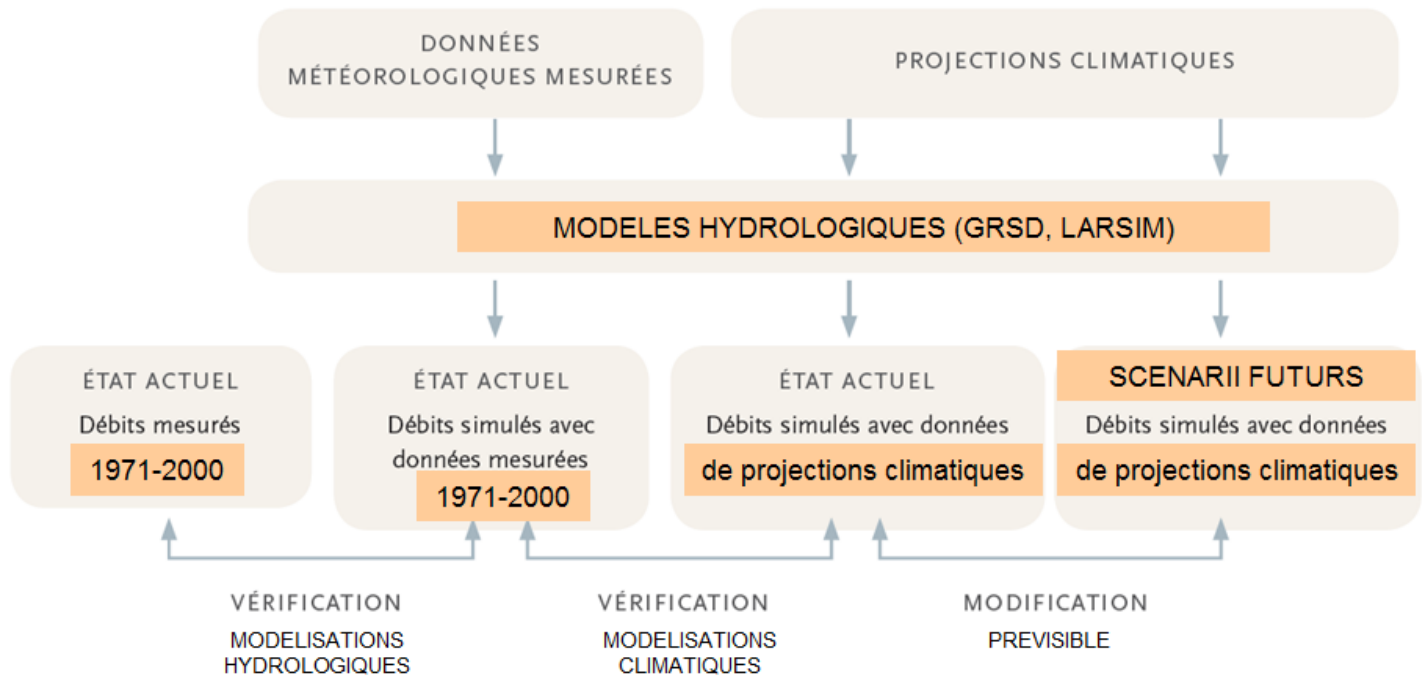 DONNÉES
MÉTÉOROLOGIQUES MESURÉES
PROJECTIONS CLIMATIQUES
MODELES HYDROLOGIQUES (GRSD, LARSIM)
ÉTAT ACTUEL
Débits mesurés
1971-2000
ÉTAT ACTUEL
Débits simulés avec
données mesurées
1971-2000
ÉTAT ACTUEL
Débits simulés avec données
de projections climatiques
SCENARII FUTURS
Débits simulés avec données
de projections climatiques
VÉRIFICATION
MODELISATIONS
HYDROLOGIQUES
VÉRIFICATION
MODELISATIONS
CLIMATIQUES
MODIFICATION
PREVISIBLE